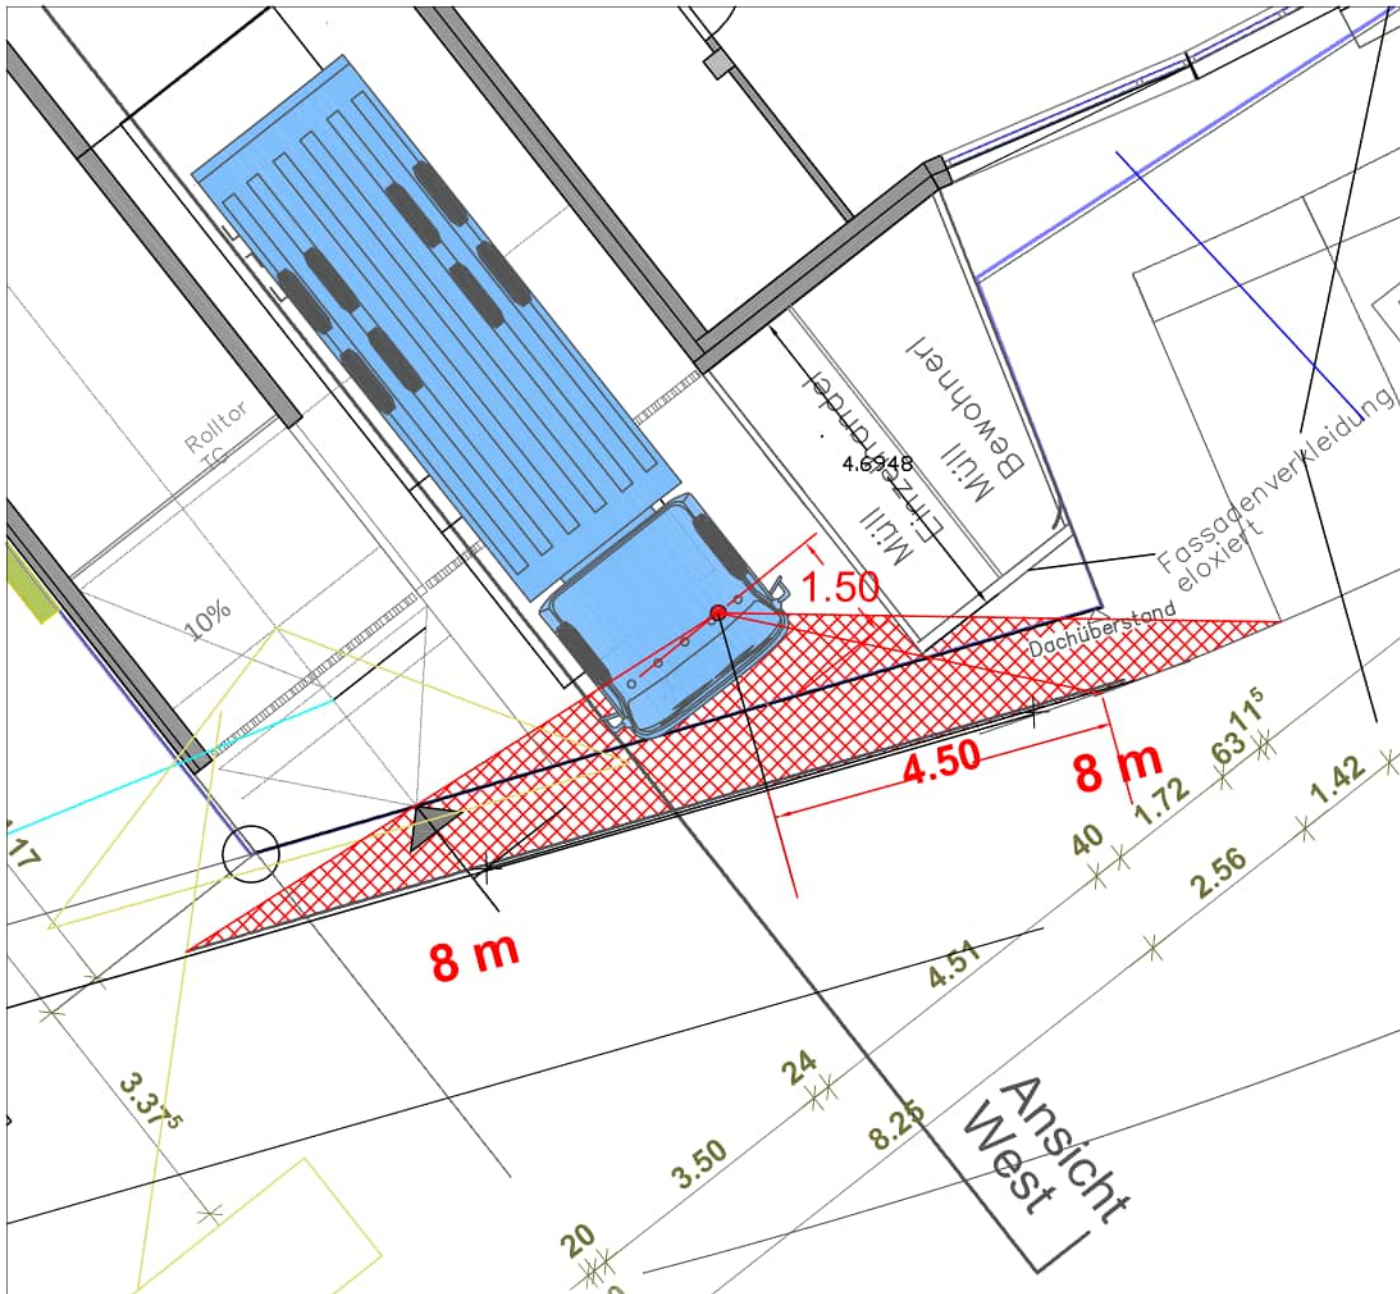 Rolltor
TG
10%
Müll
Einzelhandel
Müll
Bewohnerl
4.6948
1.50
Fassadenverkleidung
eloxiert
Dachüberstand
4.50
8 m
8 m
17
3.37⁵
63
11⁵
1.72
40
1.42
2.56
4.51
24
8.25
3.50
20
Ansicht
West